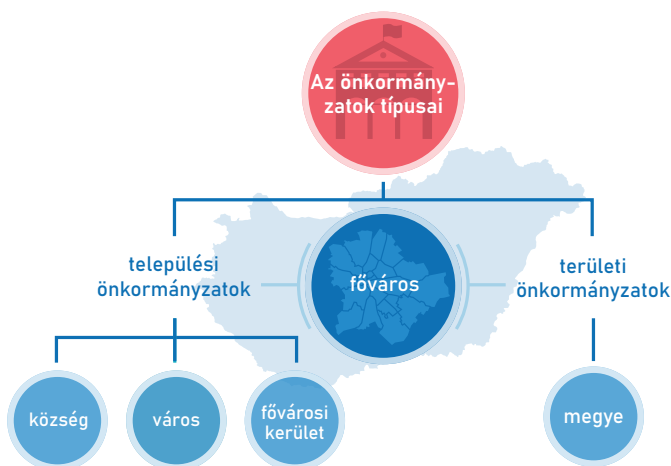 Az önkormány-
zatok típusai
települési
önkormányzatok
főváros
területi
önkormányzatok
község
város
fővárosi
kerület
megye